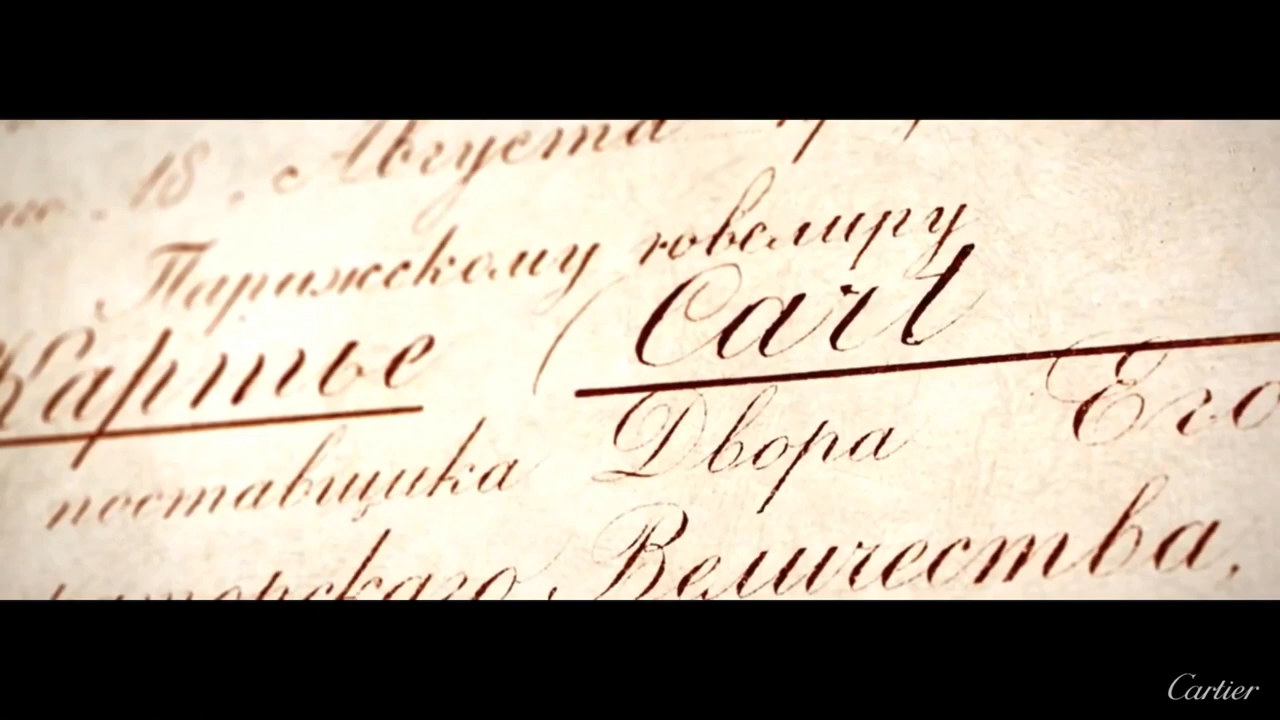 18. Августа
Парижскому ювелиру
Картье (Cart
поставщика Двора Его
Величества,
Cartier